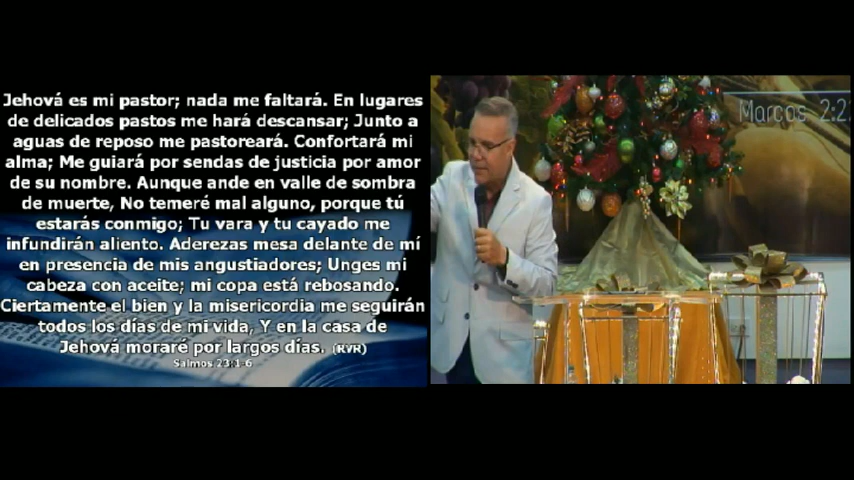 Jehová es mi pastor; nada me faltará. En lugares
de delicados pastos me hará descansar; Junto a
aguas de reposo me pastoreará. Confortará mi
alma; Me guiará por sendas de justicia por amor
de su nombre. Aunque ande en valle de sombra
de muerte, No temeré mal alguno, porque tú
estarás conmigo; Tu vara y tu cayado me
infundirán aliento. Aderezas mesa delante de mí
en presencia de mis angustiadores; Unges mi
cabeza con aceite; mi copa está rebosando.
Ciertamente el bien y la misericordia me seguirán
todos los días de mi vida, Y en la casa de
Jehová moraré por largos días. (RVR)
Salmos 23:1-6
Marcos 2:2